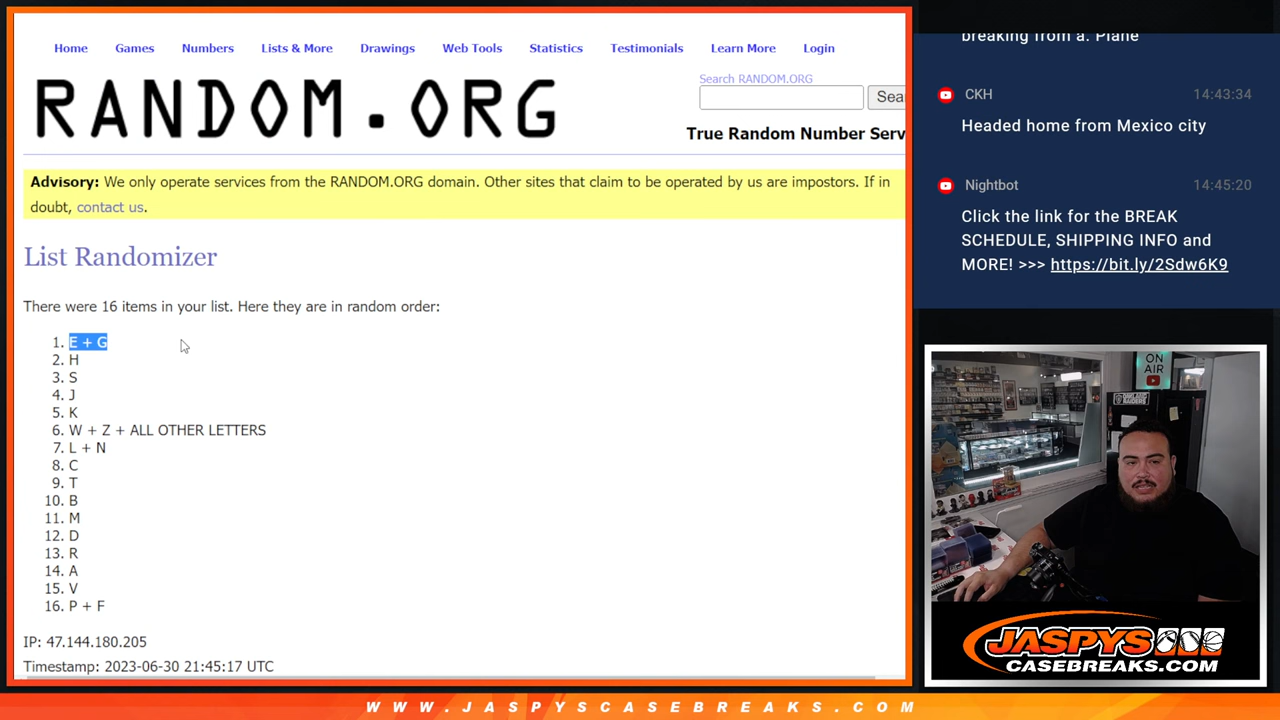 Home Games Numbers Lists & More Drawings Web Tools Statistics Testimonials Learn More Login
RANDOM.ORG
Search RANDOM.ORG
Sea
True Random Number Serv
Advisory: We only operate services from the RANDOM.ORG domain. Other sites that claim to be operated by us are impostors. If in
doubt, contact us.
List Randomizer
There were 16 items in your list. Here they are in random order:
1. E + G
2. H
3. S
4. J
5. K
6. W + Z + ALL OTHER LETTERS
7. L + N
8. C
9. T
10. B
11. M
12. D
13. R
14. A
15. V
16. P + F
IP: 47.144.180.205
Timestamp: 2023-06-30 21:45:17 UTC
breaking from a. Plane
CKH 14:43:34
Headed home from Mexico city
Nightbot 14:45:20
Click the link for the BREAK
SCHEDULE, SHIPPING INFO and
MORE! >>> https://bit.ly/2Sdw6K9
ON
AIR
JASPYS
CASEBREAKS.COM
WWW.JASPYSCASEBREAKS.COM